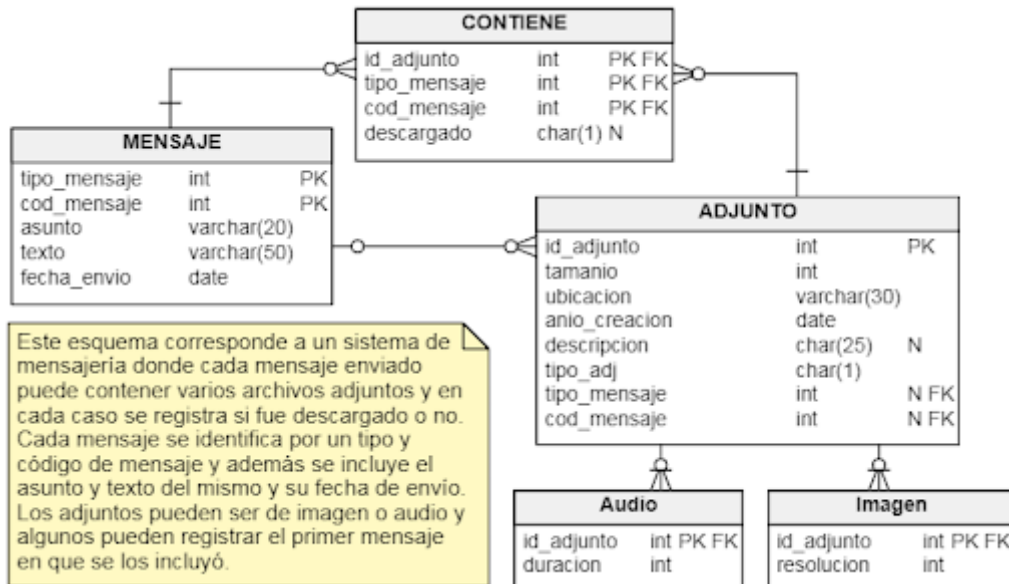 CONTIENE
id_adjunto int PK FK
tipo_mensaje int PK FK
cod_mensaje int PK FK
descargado char(1) N
MENSAJE
tipo_mensaje int PK
cod_mensaje int PK
asunto varchar(20)
texto varchar(50)
fecha_envio date
ADJUNTO
id_adjunto int PK
tamanio int
ubicacion varchar(30)
anio_creacion date
descripcion char(25) N
tipo_adj char(1)
tipo_mensaje int N FK
cod_mensaje int N FK
Este esquema corresponde a un sistema de
mensajería donde cada mensaje enviado
puede contener varios archivos adjuntos y en
cada caso se registra si fue descargado o no.
Cada mensaje se identifica por un tipo y
código de mensaje y además se incluye el
asunto y texto del mismo y su fecha de envío.
Los adjuntos pueden ser de imagen o audio y
algunos pueden registrar el primer mensaje
en que se los incluyó.
Audio
id_adjunto int PK FK
duracion int
Imagen
id_adjunto int PK FK
resolucion int